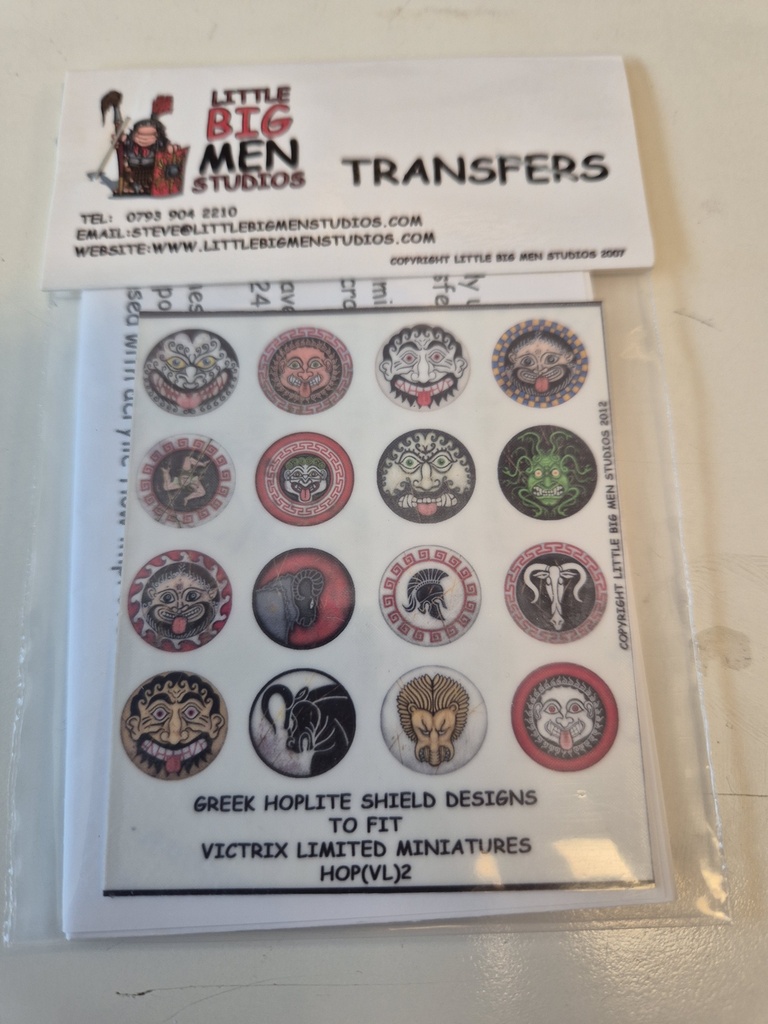 LITTLE
BIG
MEN
STUDIOS
TRANSFERS
TEL: 0793 904 2210
EMAIL:STEVE@LITTLEBIGMENSTUDIOS.COM
WEBSITE:WWW.LITTLEBIGMENSTUDIOS.COM
COPYRIGHT LITTLE BIG MEN STUDIOS 2007
COPYRIGHT LITTLE BIG MEN STUDIOS 2012
GREEK HOPLITE SHIELD DESIGNS
TO FIT
VICTRIX LIMITED MINIATURES
HOP(VL)2